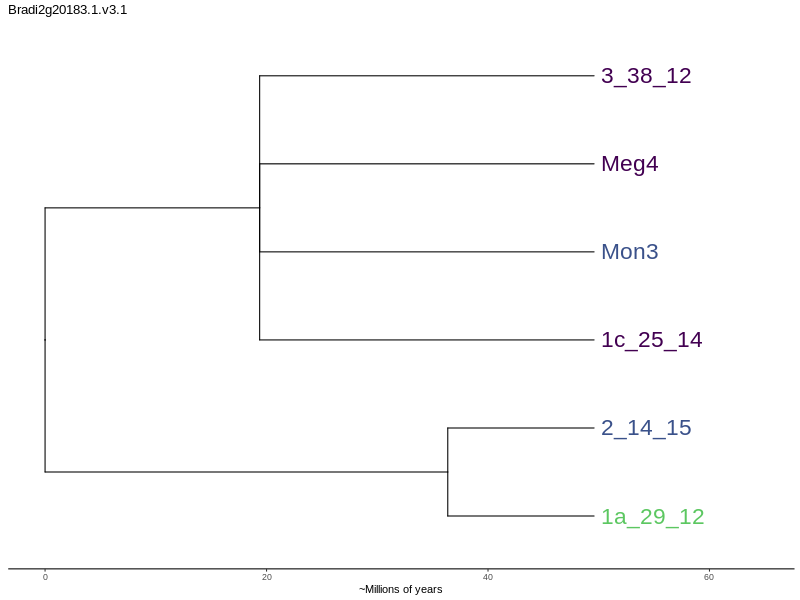 Bradi2g20183.1.v3.1
3_38_12
Meg4
Mon3
1c_25_14
2_14_15
1a_29_12
0 20 40 60
~Millions of years